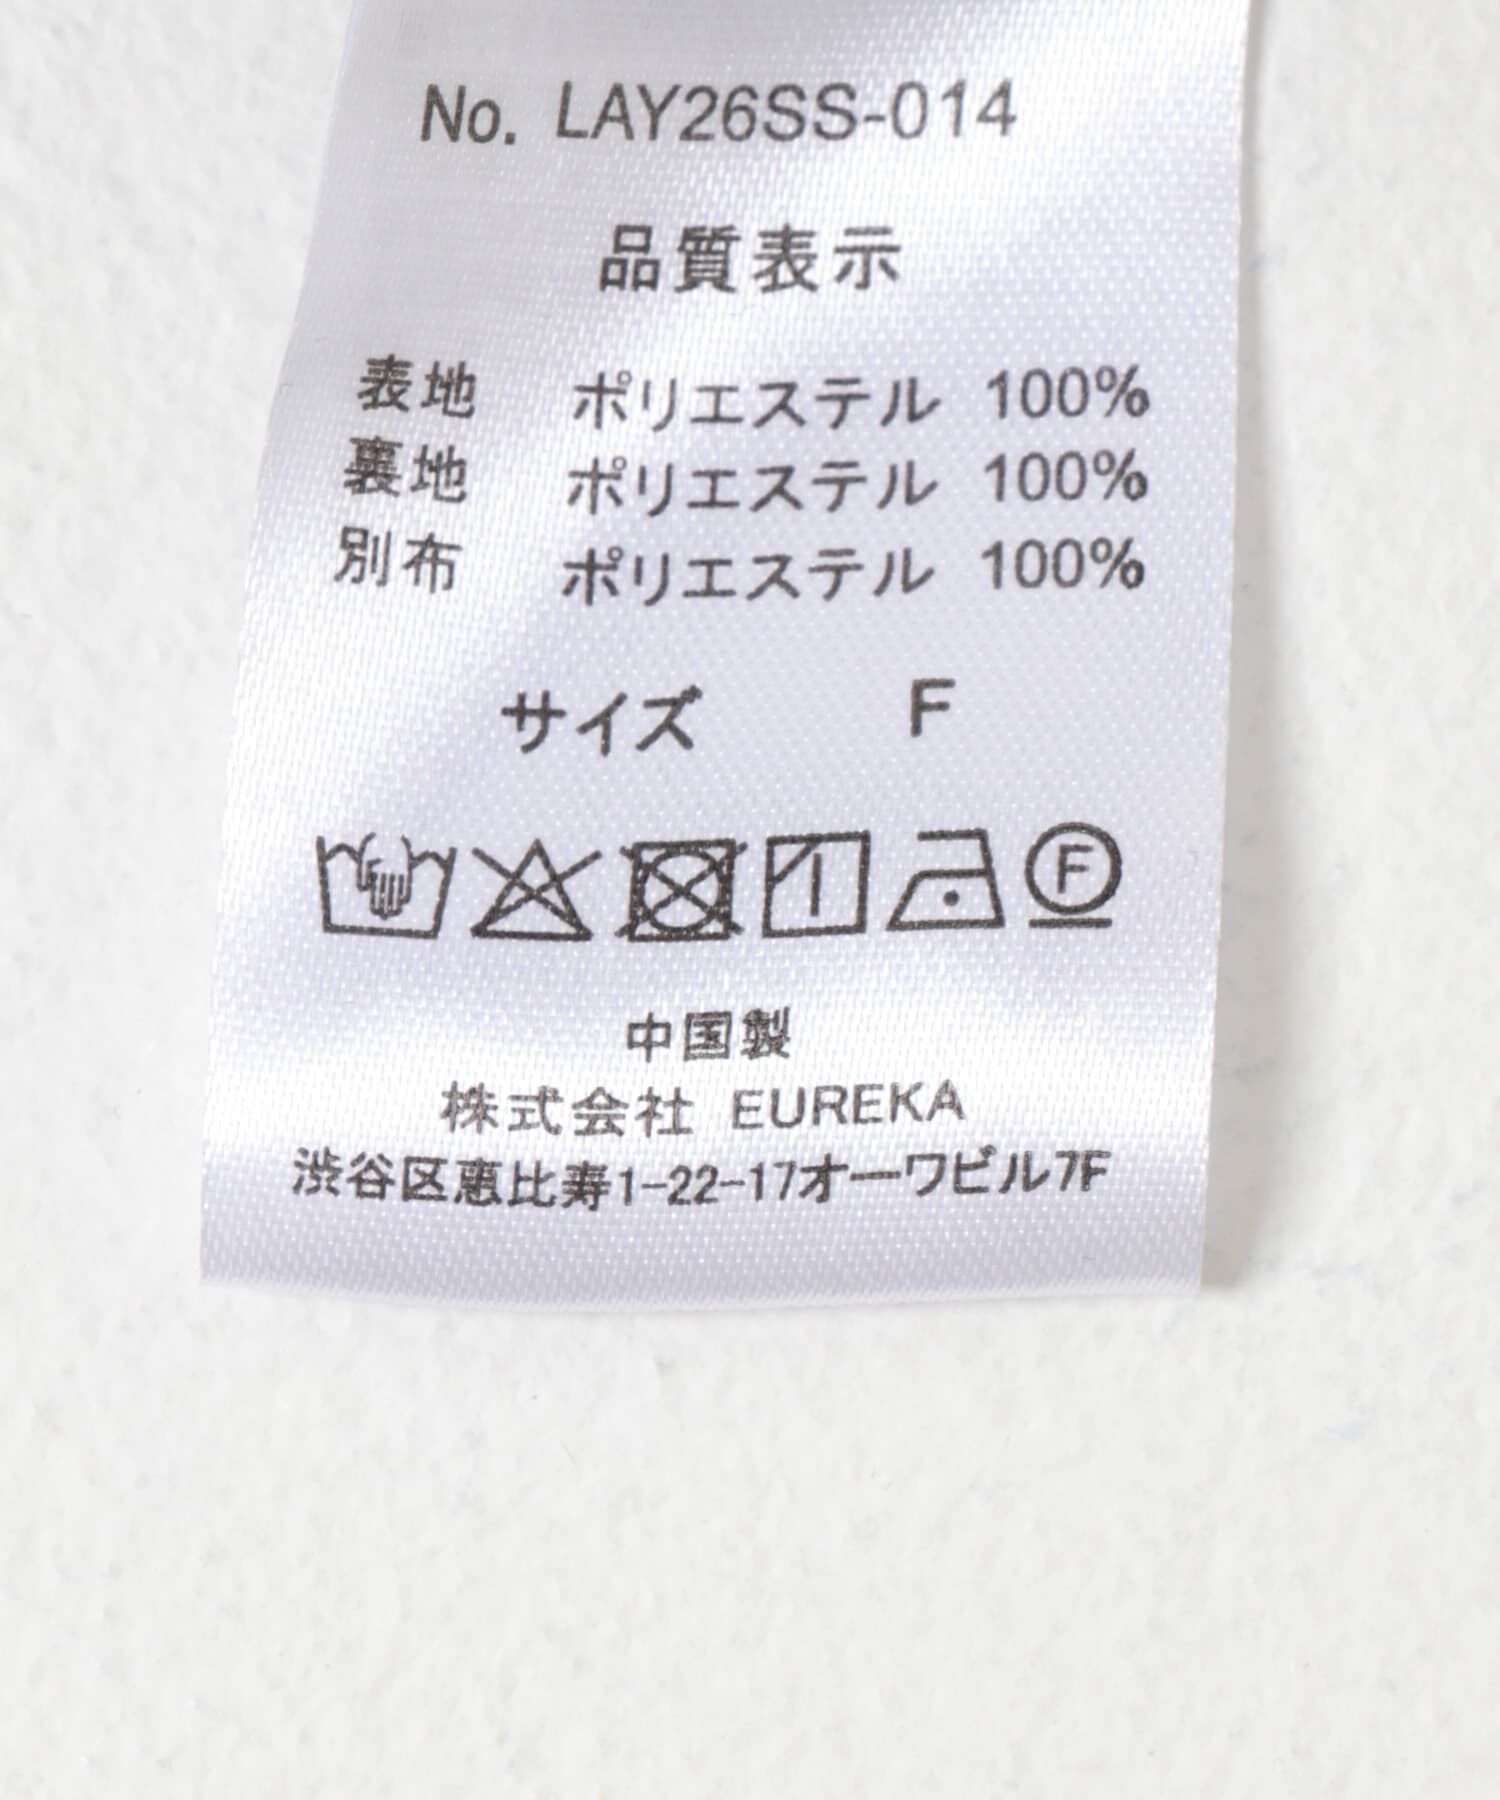 No. LAY26SS-014
品質表示
表地 ポリエステル 100%
裏地 ポリエステル 100%
別布 ポリエステル 100%
サイズ F
F
中国製
株式会社 EUREKA
渋谷区恵比寿1-22-17オーワビル7F